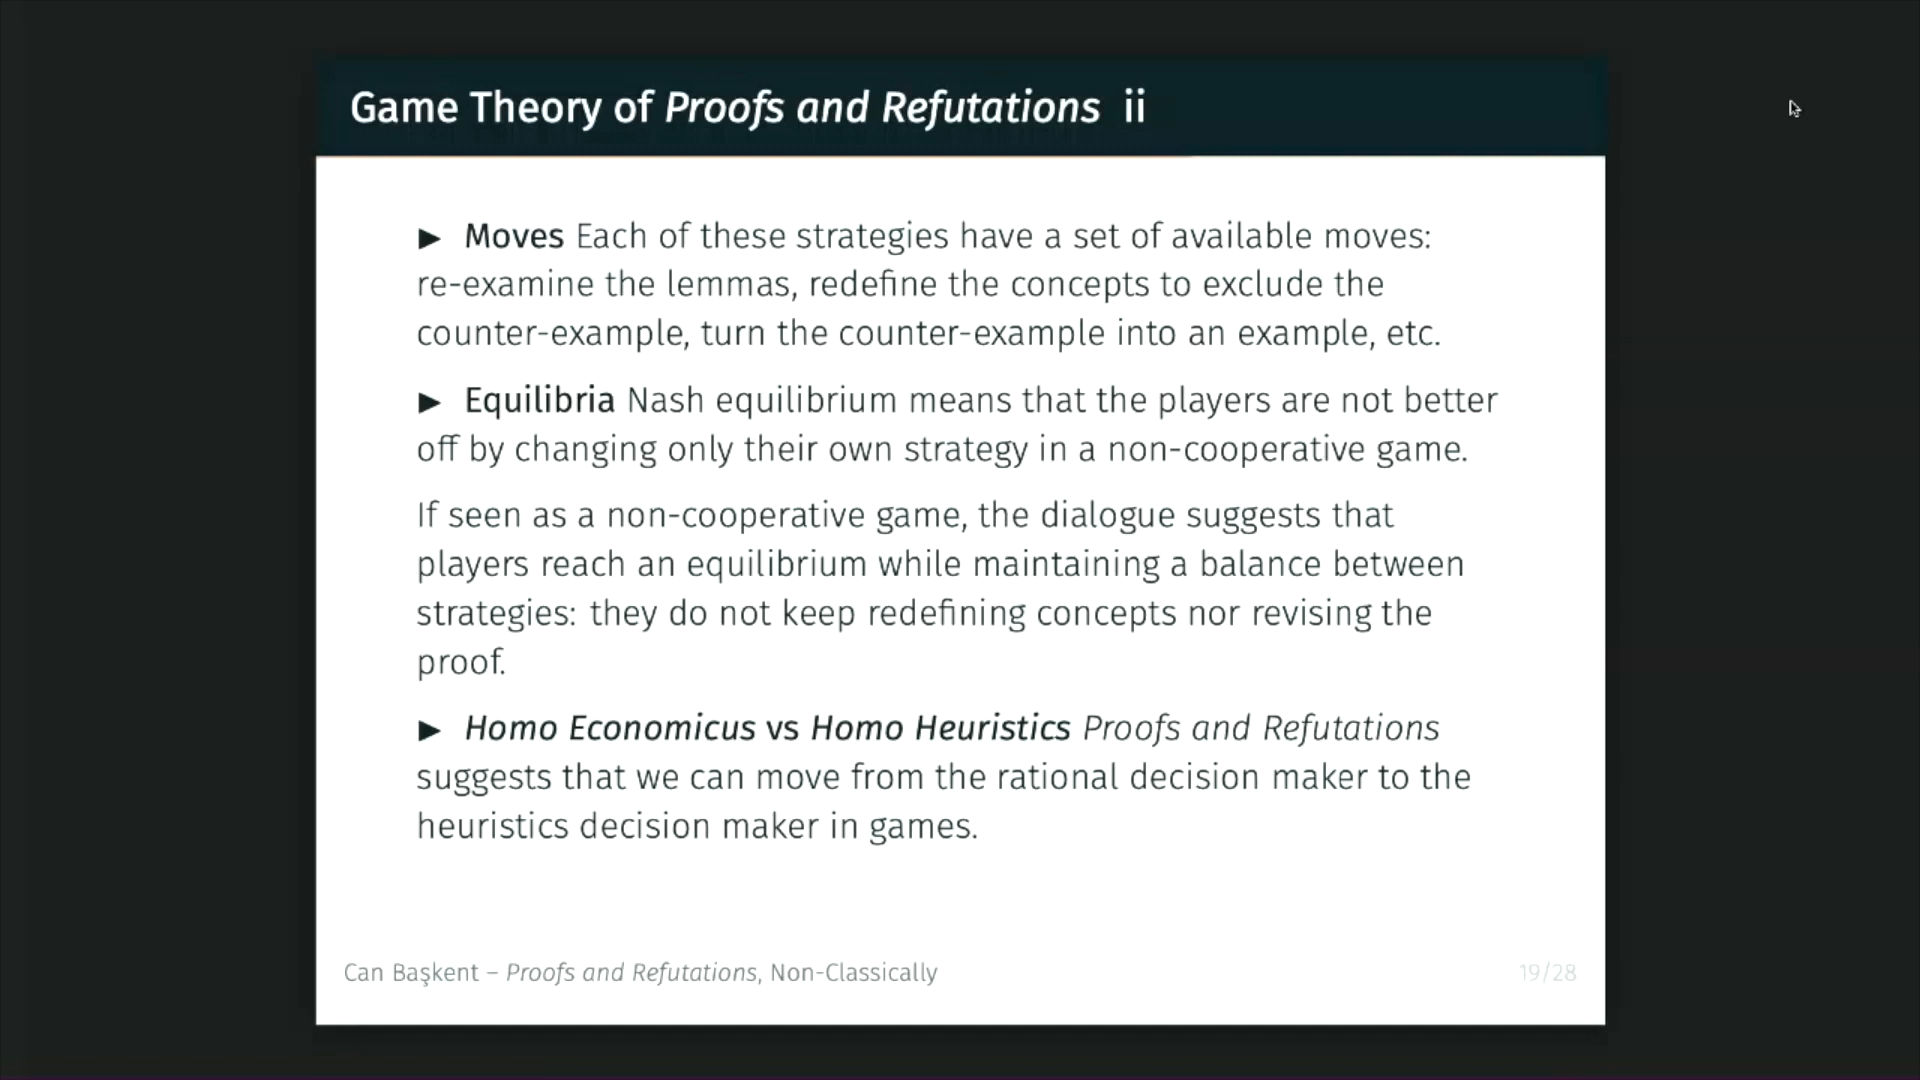 Game Theory of Proofs and Refutations ii
▶ Moves Each of these strategies have a set of available moves:
re-examine the lemmas, redefine the concepts to exclude the
counter-example, turn the counter-example into an example, etc.
▶ Equilibria Nash equilibrium means that the players are not better
off by changing only their own strategy in a non-cooperative game.
If seen as a non-cooperative game, the dialogue suggests that
players reach an equilibrium while maintaining a balance between
strategies: they do not keep redefining concepts nor revising the
proof.
▶ Homo Economicus vs Homo Heuristics Proofs and Refutations
suggests that we can move from the rational decision maker to the
heuristics decision maker in games.
Can Başkent – Proofs and Refutations, Non-Classically
19/28